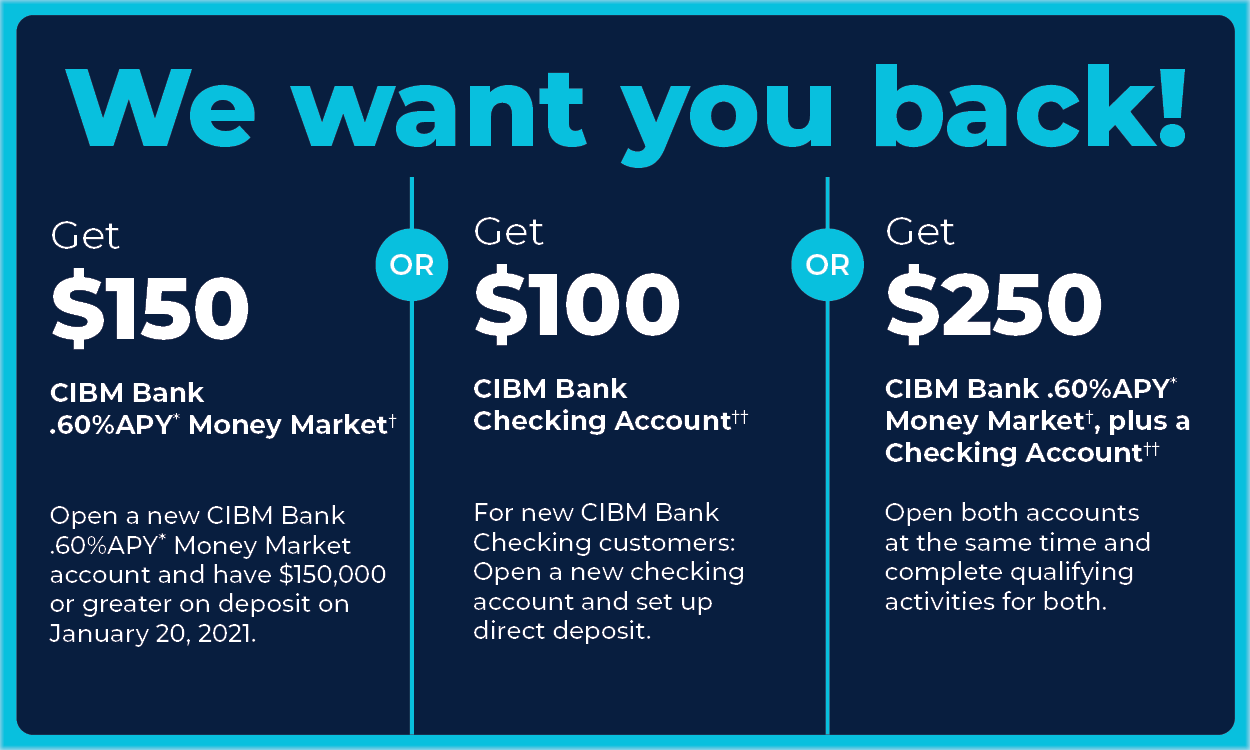 We want you back!
Get
$150
CIBM Bank
.60%APY* Money Market†
Open a new CIBM Bank
.60%APY* Money Market
account and have $150,000
or greater on deposit on
January 20, 2021.
OR
Get
$100
CIBM Bank
Checking Account††
For new CIBM Bank
Checking customers:
Open a new checking
account and set up
direct deposit.
OR
Get
$250
CIBM Bank .60%APY*
Money Market†, plus a
Checking Account††
Open both accounts
at the same time and
complete qualifying
activities for both.